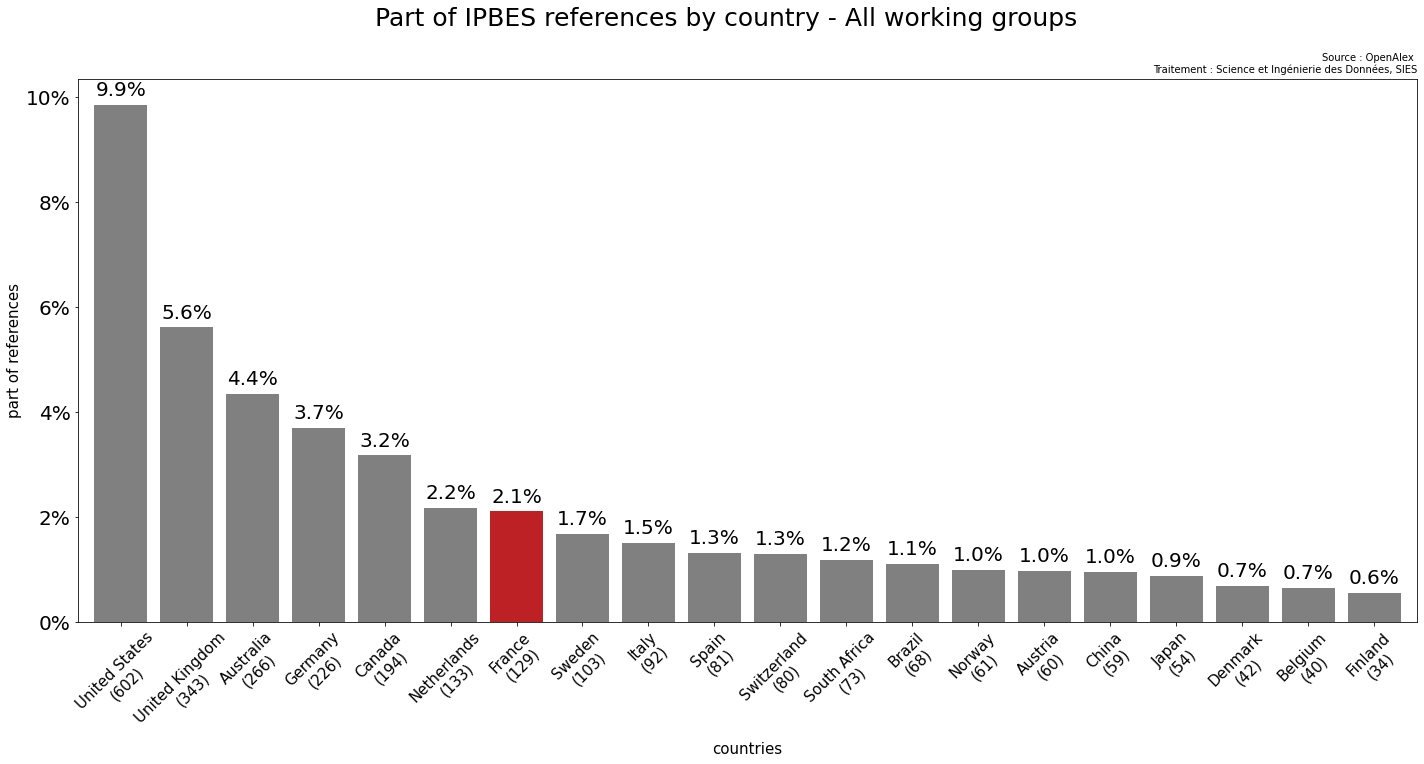 Part of IPBES references by country - All working groups
Source : OpenAlex
Traitement : Science et Ingénierie des Données, SIES
part of references
10%
8%
6%
4%
2%
0%
9.9%
5.6%
4.4%
3.7%
3.2%
2.2%
2.1%
1.7%
1.5%
1.3%
1.3%
1.2%
1.1%
1.0%
1.0%
1.0%
0.9%
0.7%
0.7%
0.6%
United States
(602)
United Kingdom
(343)
Australia
(266)
Germany
(226)
Canada
(194)
Netherlands
(133)
France
(129)
Sweden
(103)
Italy
(92)
Spain
(81)
Switzerland
(80)
South Africa
(73)
Brazil
(68)
Norway
(61)
Austria
(60)
China
(59)
Japan
(54)
Denmark
(42)
Belgium
(40)
Finland
(34)
countries